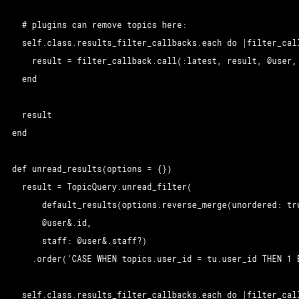 # plugins can remove topics here:
self.class.results_filter_callbacks.each do |filter_call
result = filter_callback.call(:latest, result, @user,
end
result
end
def unread_results(options = {})
result = TopicQuery.unread_filter(
default_results(options.reverse_merge(unordered: tru
@user&.id,
staff: @user&.staff?)
.order('CASE WHEN topics.user_id = tu.user_id THEN 1 E
self.class.results_filter_callbacks.each do |filter_call